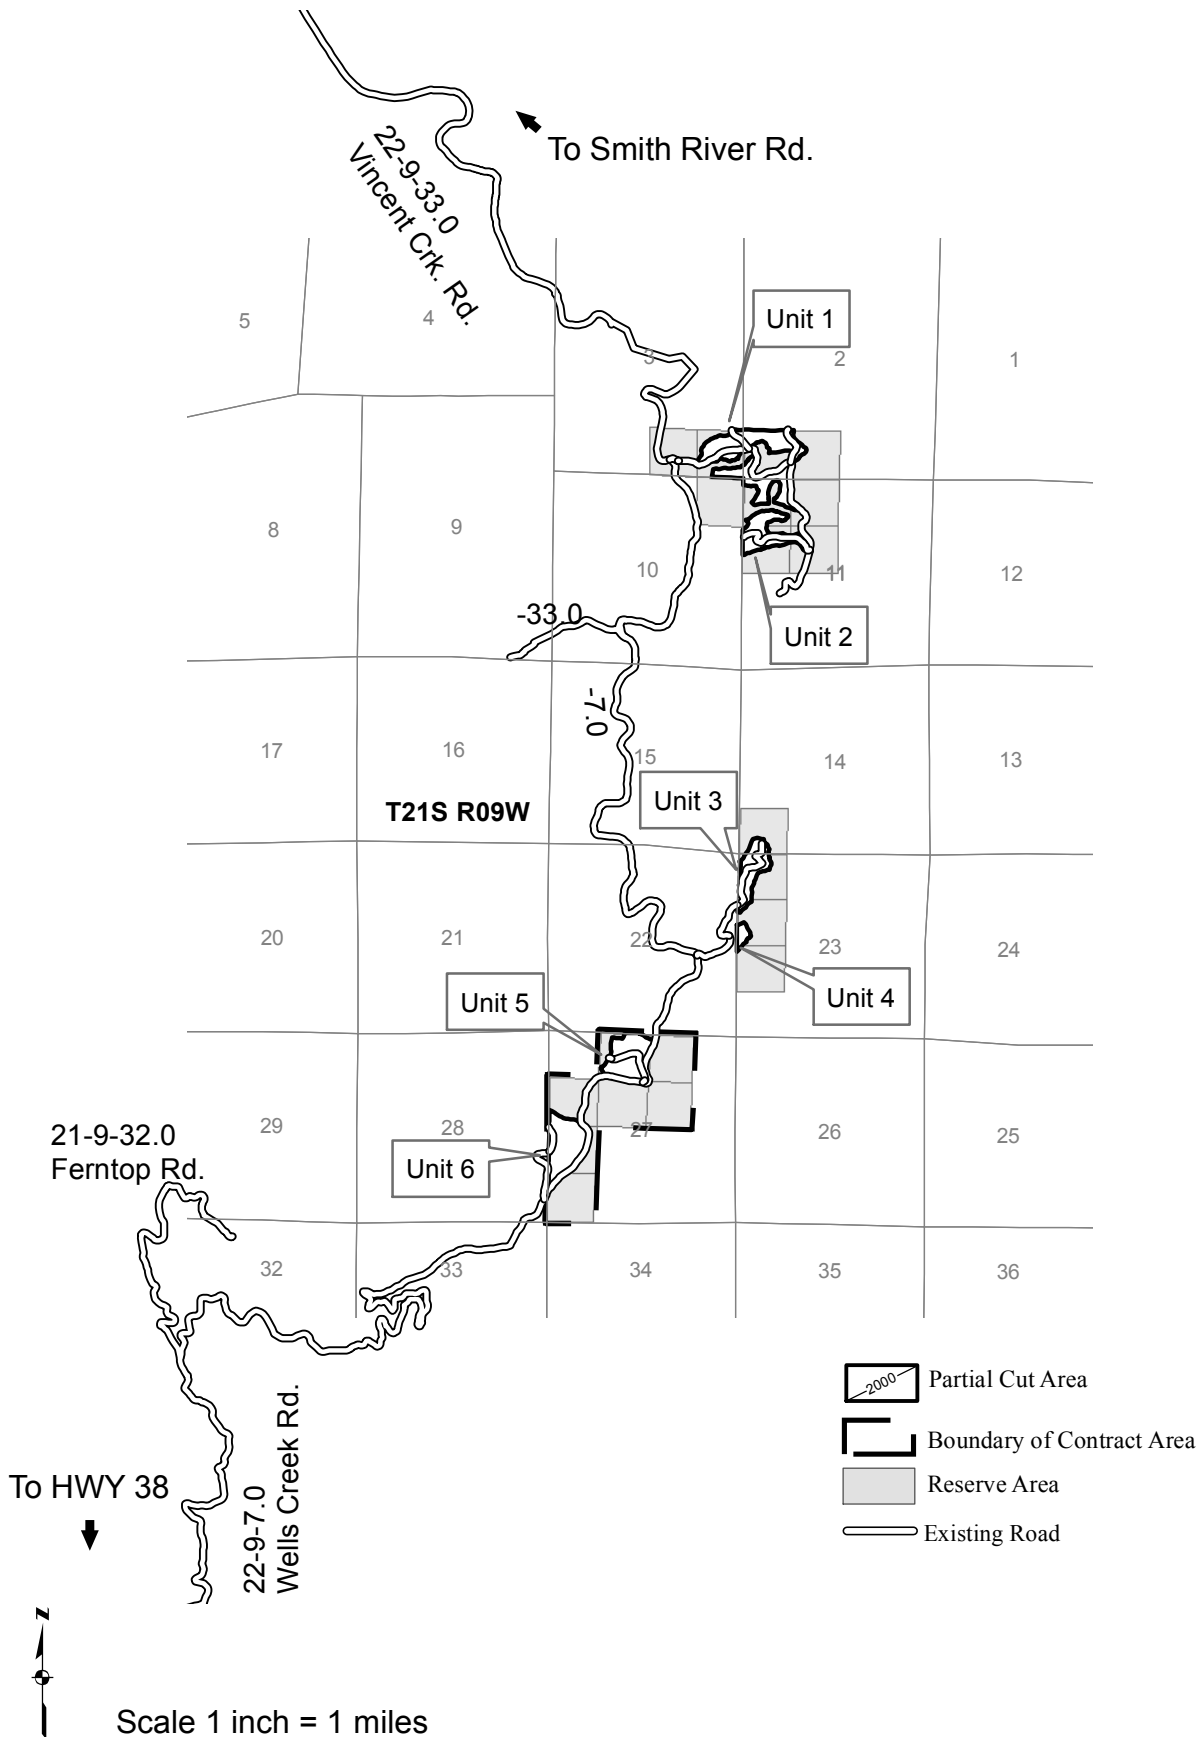 To Smith River Rd.
22-9-33.0
Vincent Crk. Rd.
Unit 1
5
4
3
2
1
8
9
10
11
12
-33.0
Unit 2
-7.0
17
16
15
14
13
Unit 3
T21S R09W
20
21
22
23
24
Unit 5
Unit 4
21-9-32.0
Ferntop Rd.
29
28
27
26
25
Unit 6
32
33
34
35
36
2000
Partial Cut Area
Boundary of Contract Area
Reserve Area
Existing Road
22-9-7.0
Wells Creek Rd.
To HWY 38
N
Scale 1 inch = 1 miles